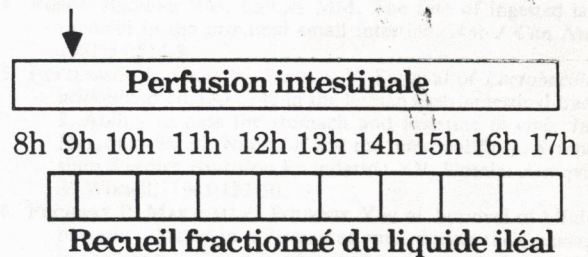 Perfusion intestinale
8h 9h 10h 11h 12h 13h 14h 15h 16h 17h
Recueil fractionné du liquide iléal